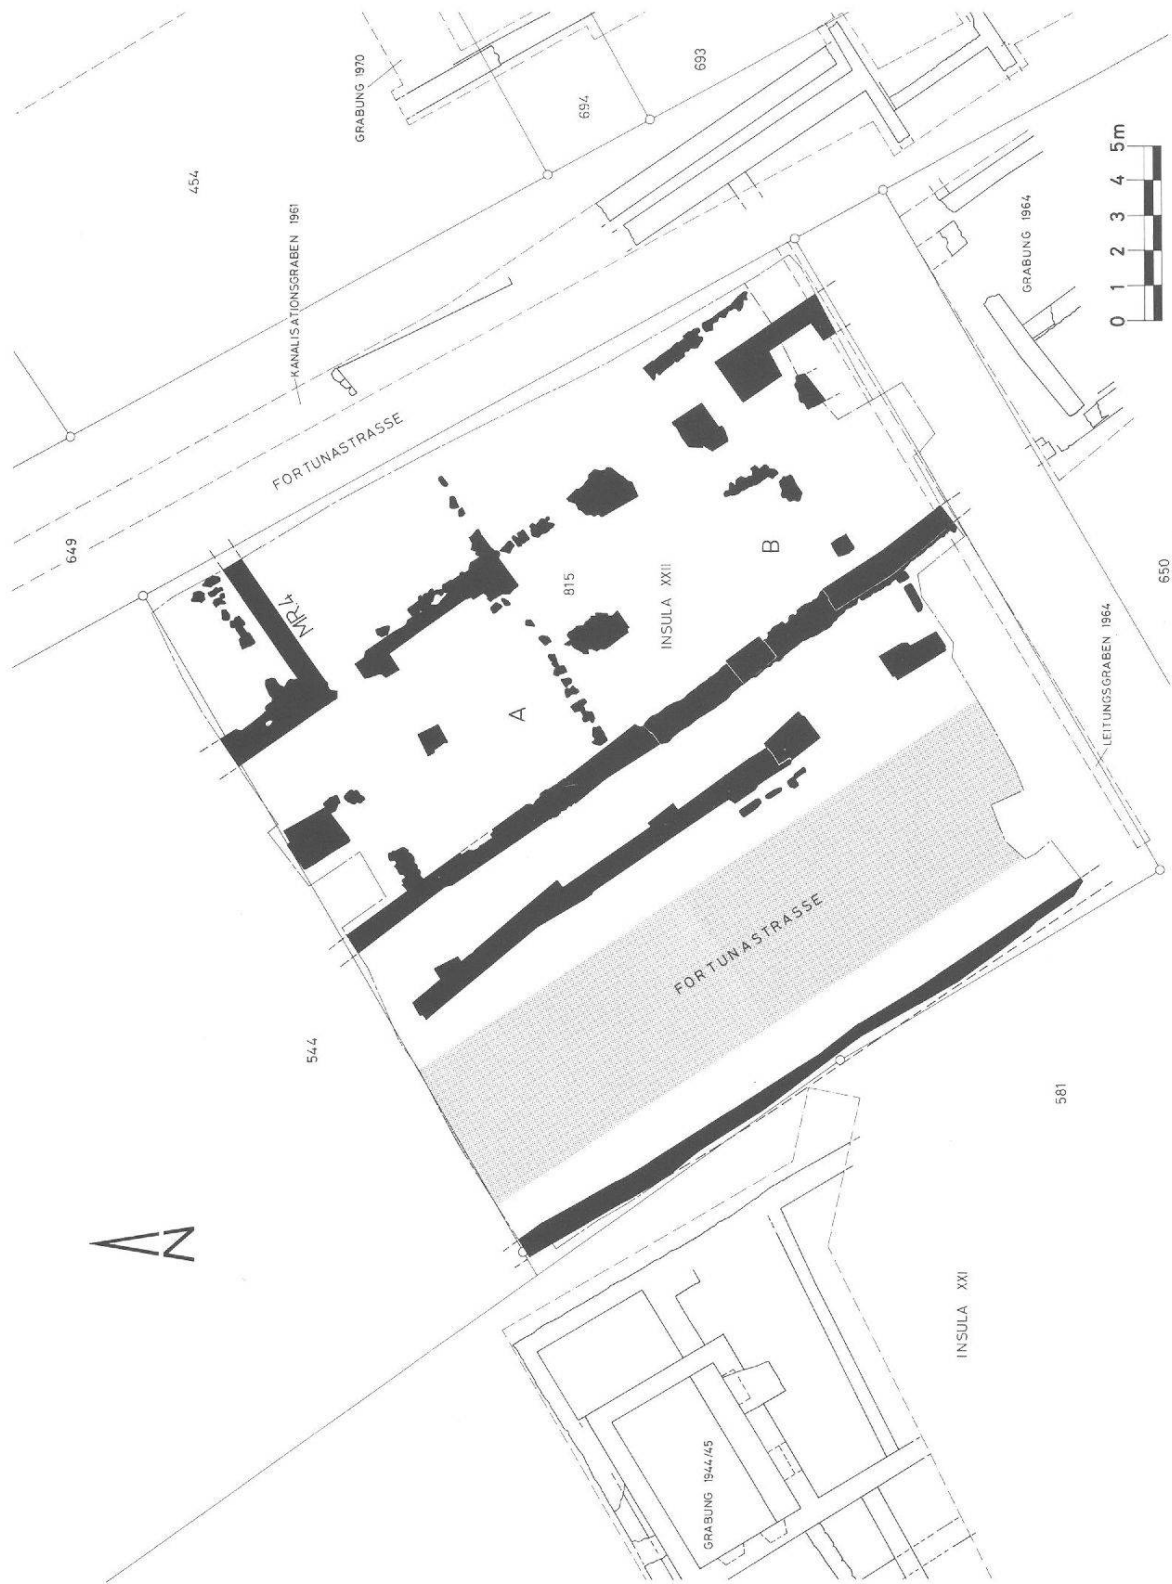 GRABUNG 1970
693
694
454
KANALISATIONSGRABEN 1961
GRABUNG 1964
0 1 2 3 4 5m
FORTUNASTRASSE
649
MR.4
815
INSULA XXII
B
A
650
LEITUNGSGRABEN 1964
FORTUNASTRASSE
544
581
N
INSULA XXI
GRABUNG 1944/45